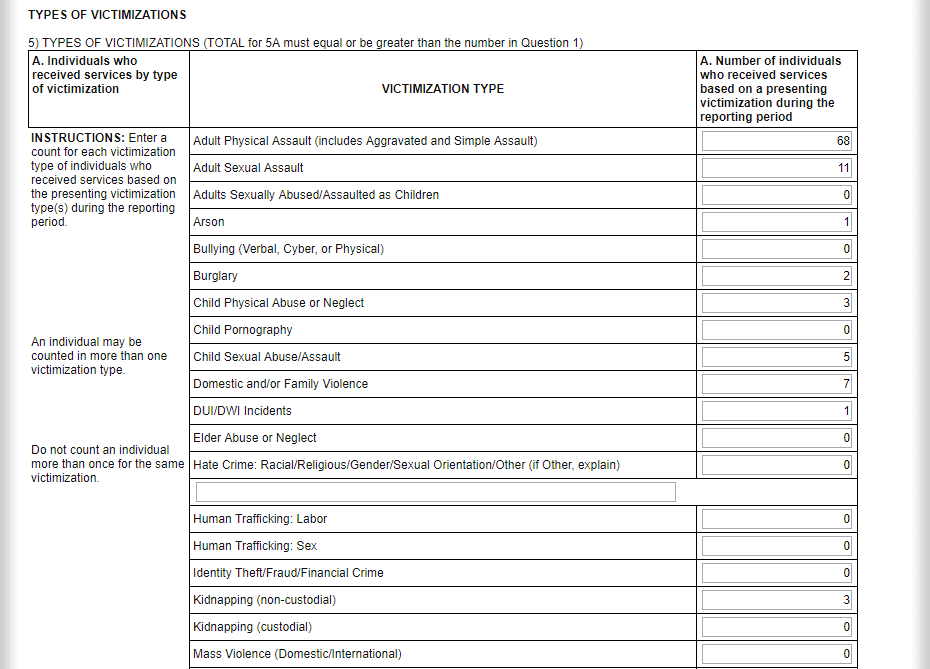 TYPES OF VICTIMIZATIONS
5) TYPES OF VICTIMIZATIONS (TOTAL for 5A must equal or be greater than the number in Question 1)
A. Individuals who
received services by type
of victimization
VICTIMIZATION TYPE
A. Number of individuals
who received services
based on a presenting
victimization during the
reporting period
INSTRUCTIONS: Enter a
count for each victimization
type of individuals who
received services based on
the presenting victimization
type(s) during the reporting
period.
An individual may be
counted in more than one
victimization type.
Do not count an individual
more than once for the same
victimization.
Adult Physical Assault (includes Aggravated and Simple Assault) 68
Adult Sexual Assault 11
Adults Sexually Abused/Assaulted as Children 0
Arson 1
Bullying (Verbal, Cyber, or Physical) 0
Burglary 2
Child Physical Abuse or Neglect 3
Child Pornography 0
Child Sexual Abuse/Assault 5
Domestic and/or Family Violence 7
DUI/DWI Incidents 1
Elder Abuse or Neglect 0
Hate Crime: Racial/Religious/Gender/Sexual Orientation/Other (if Other, explain) 0
Human Trafficking: Labor 0
Human Trafficking: Sex 0
Identity Theft/Fraud/Financial Crime 0
Kidnapping (non-custodial) 3
Kidnapping (custodial) 0
Mass Violence (Domestic/International) 0